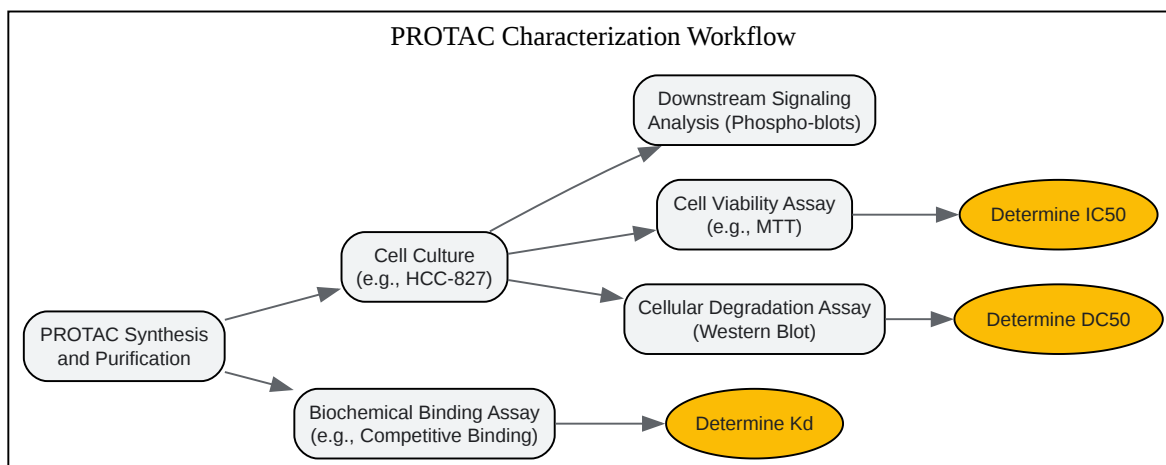 PROTAC Characterization Workflow
Downstream Signaling
Analysis (Phospho-blots)
Cell Viability Assay
(e.g., MTT)
Determine IC50
Cell Culture
(e.g., HCC-827)
Cellular Degradation Assay
(Western Blot)
Determine DC50
PROTAC Synthesis
and Purification
Biochemical Binding Assay
(e.g., Competitive Binding)
Determine Kd